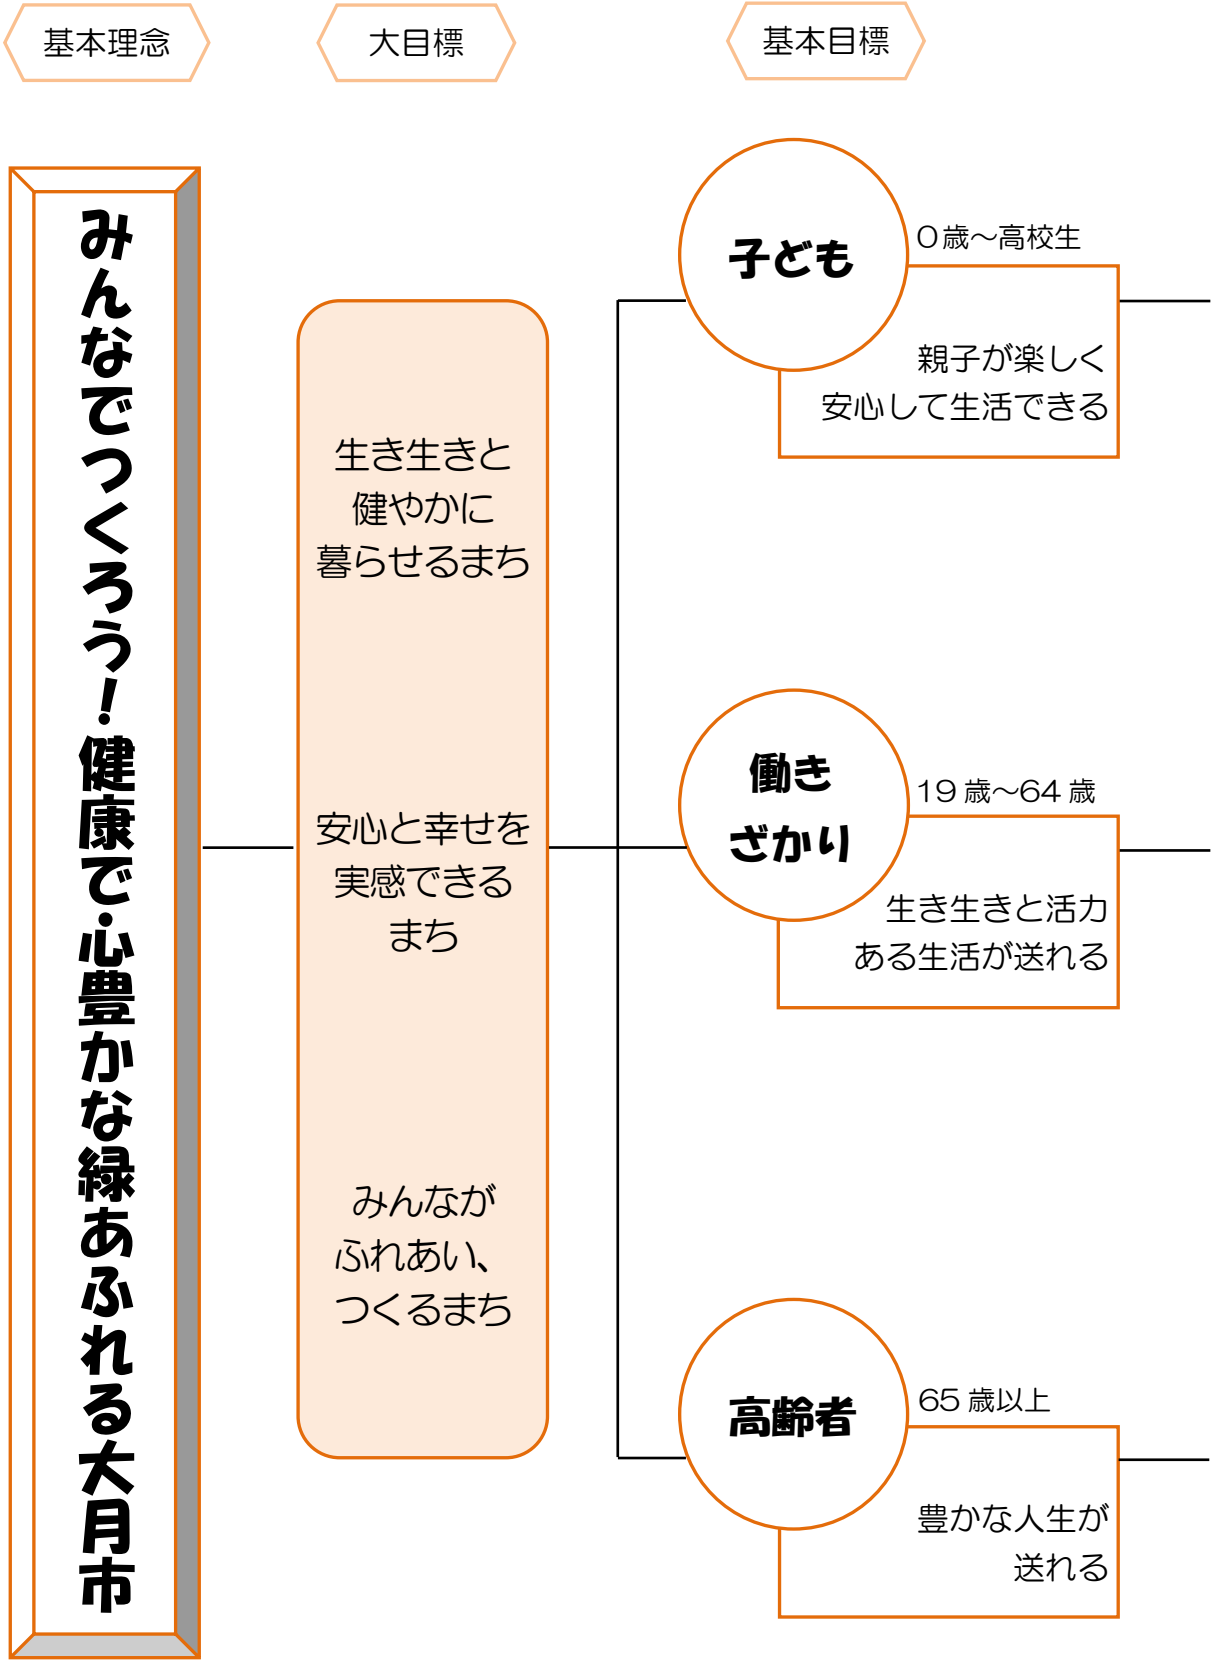 基本理念
大目標
基本目標
みんなでつくろう！健康で心豊かな緑あふれる大月市
生き生きと
健やかに
暮らせるまち
安心と幸せを
実感できる
まち
みんなが
ふれあい、
つくるまち
子ども
0歳～高校生
親子が楽しく
安心して生活できる
働き
ざかり
19歳～64歳
生き生きと活力
ある生活が送れる
高齢者
65歳以上
豊かな人生が
送れる